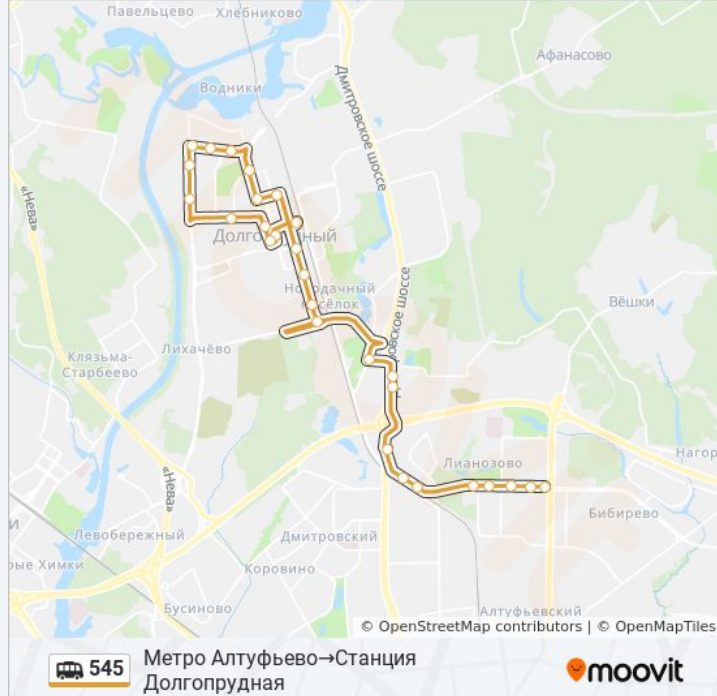 Павельцево
Хлебниково
Афанасово
Водники
Дмитровское шоссе
«Нева»
Долгопрудный
Новодачный
посёлок
Дмитровское шоссе
Вёшки
Лихачёво
Клязьма-
Старбеево
Лианозово
Нагор
«Нева»
Бибирево
Левобережный
Дмитровский
рые Химки
Коровино
Бусиново
Алтуфьевский
© OpenStreetMap contributors | © OpenMapTiles
545
Метро Алтуфьево→Станция
Долгопрудная
moovit